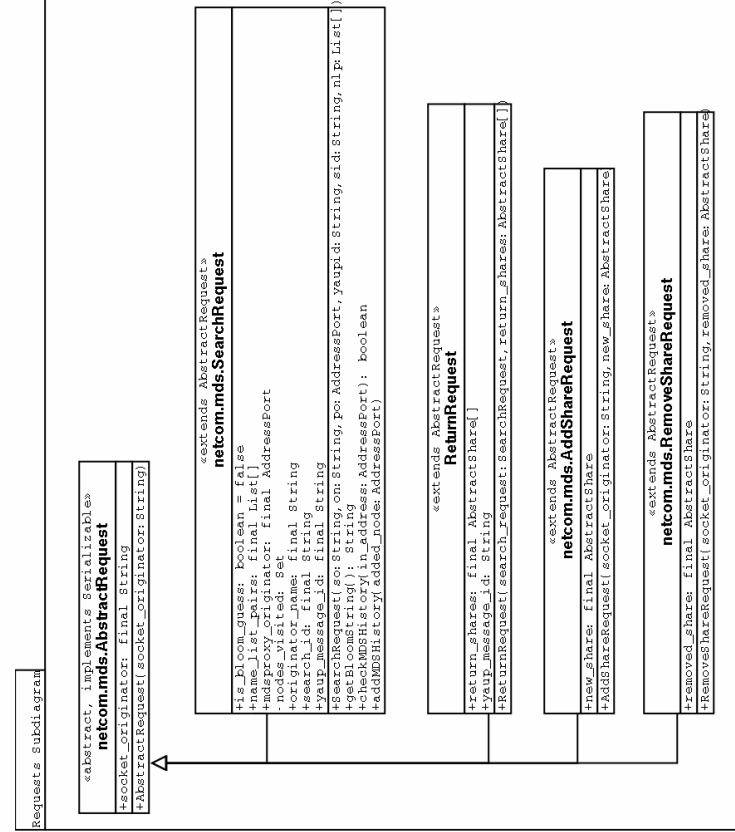 Requests Subdiagram
«abstract, implements Serializable»
netcom.mds.AbstractRequest
+socket_originator: final String
+AbstractRequest(socket_originator:String)
«extends AbstractRequest»
netcom.mds.SearchRequest
+is_bloom_guess: boolean = false
+name_list_pairs: final List[]
+mdsproxy_originator: final AddressPort
-nodes_visited: Set
+originator_name: final String
+search_id: final String
+yaup_message_id: final String
+SearchRequest(so:String,on:String,po:AddressPort,yaupid:String,sid:String,nlp:List[])
+getBloomString(): String
+checkMDSHistory(in_address:AddressPort): boolean
+addMDSHistory(added_node:AddressPort)
«extends AbstractRequest»
ReturnRequest
+return_shares: final AbstractShare[]
+yaup_message_id: String
+ReturnRequest(search_request:SearchRequest,return_shares:AbstractShare[])
«extends AbstractRequest»
netcom.mds.AddShareRequest
+new_share: final AbstractShare
+AddShareRequest(socket_originator:String,new_share:AbstractShare
«extends AbstractRequest»
netcom.mds.RemoveShareRequest
+removed_share: final AbstractShare
+RemoveShareRequest(socket_originator:String,removed_share:AbstractShare)